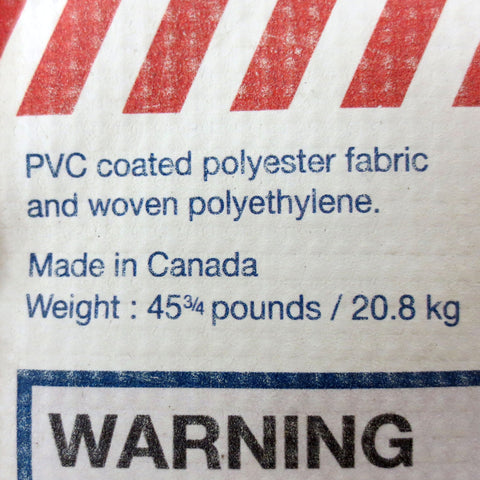 PVC coated polyester fabric
and woven polyethylene.
Made in Canada
Weight : 45¾ pounds / 20.8 kg
WARNING